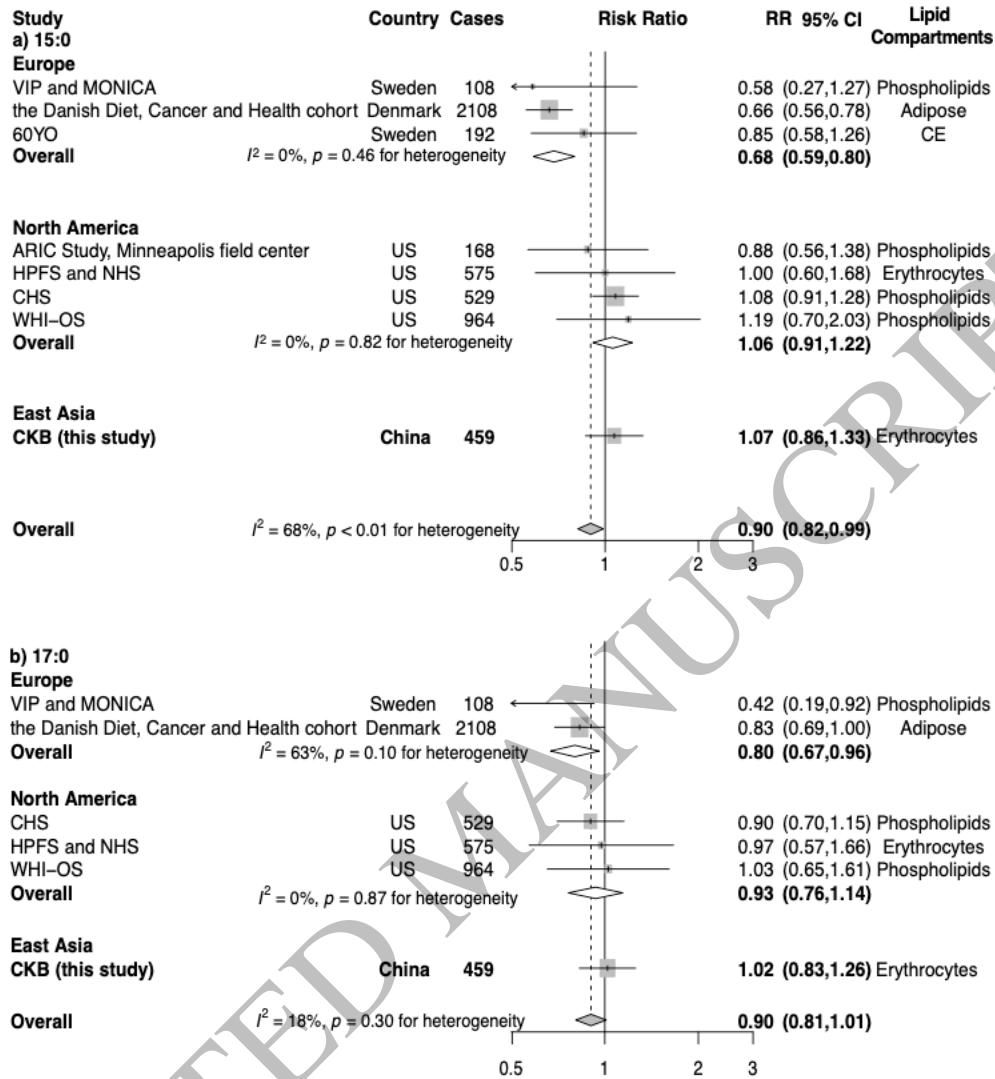 Study Country Cases Risk Ratio RR 95% CI Lipid Compartments
a) 15:0
Europe
VIP and MONICA Sweden 108 0.58 (0.27,1.27) Phospholipids
the Danish Diet, Cancer and Health cohort Denmark 2108 0.66 (0.56,0.78) Adipose
60YO Sweden 192 0.85 (0.58,1.26) CE
Overall I² = 0%, p = 0.46 for heterogeneity 0.68 (0.59,0.80)
North America
ARIC Study, Minneapolis field center US 168 0.88 (0.56,1.38) Phospholipids
HPFS and NHS US 575 1.00 (0.60,1.68) Erythrocytes
CHS US 529 1.08 (0.91,1.28) Phospholipids
WHI–OS US 964 1.19 (0.70,2.03) Phospholipids
Overall I² = 0%, p = 0.82 for heterogeneity 1.06 (0.91,1.22)
East Asia
CKB (this study) China 459 1.07 (0.86,1.33) Erythrocytes
Overall I² = 68%, p < 0.01 for heterogeneity 0.90 (0.82,0.99)
0.5 1 2 3
b) 17:0
Europe
VIP and MONICA Sweden 108 0.42 (0.19,0.92) Phospholipids
the Danish Diet, Cancer and Health cohort Denmark 2108 0.83 (0.69,1.00) Adipose
Overall I² = 63%, p = 0.10 for heterogeneity 0.80 (0.67,0.96)
North America
CHS US 529 0.90 (0.70,1.15) Phospholipids
HPFS and NHS US 575 0.97 (0.57,1.66) Erythrocytes
WHI–OS US 964 1.03 (0.65,1.61) Phospholipids
Overall I² = 0%, p = 0.87 for heterogeneity 0.93 (0.76,1.14)
East Asia
CKB (this study) China 459 1.02 (0.83,1.26) Erythrocytes
Overall I² = 18%, p = 0.30 for heterogeneity 0.90 (0.81,1.01)
0.5 1 2 3
TED MANUSCRIP